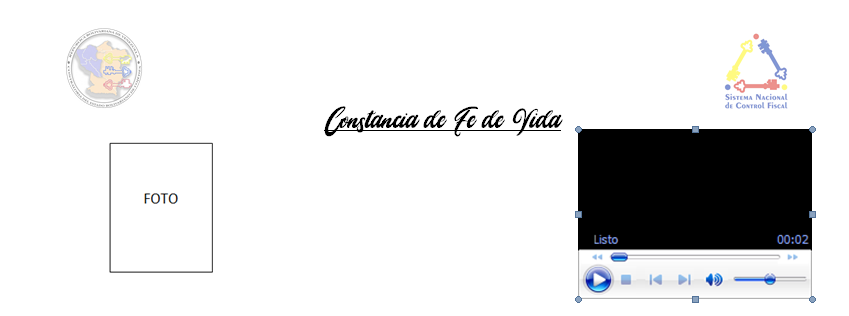 Sistema Nacional
de Control Fiscal
Constancia de Fe de Vida
FOTO
Listo
00:02